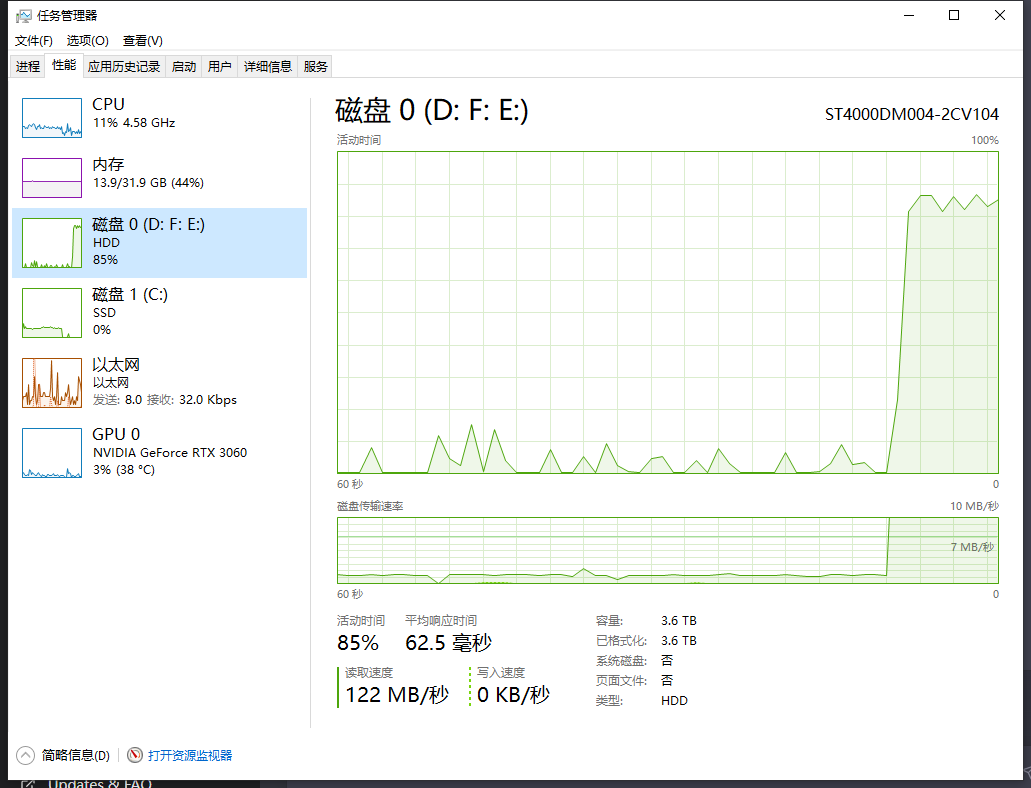 任务管理器
文件(F) 选项(O) 查看(V)
进程 性能 应用历史记录 启动 用户 详细信息 服务
CPU
11% 4.58 GHz
内存
13.9/31.9 GB (44%)
磁盘 0 (D: F: E:)
HDD
85%
磁盘 1 (C:)
SSD
0%
以太网
以太网
发送: 8.0 接收: 32.0 Kbps
GPU 0
NVIDIA GeForce RTX 3060
3% (38 °C)
磁盘 0 (D: F: E:)
ST4000DM004-2CV104
活动时间 100%
60 秒 0
磁盘传输速率 10 MB/秒
7 MB/秒
60 秒 0
活动时间 平均响应时间
85% 62.5 毫秒
读取速度 写入速度
122 MB/秒 0 KB/秒
容量: 3.6 TB
已格式化: 3.6 TB
系统磁盘: 否
页面文件: 否
类型: HDD
简略信息(D) 打开资源监视器
Updates & FAQ